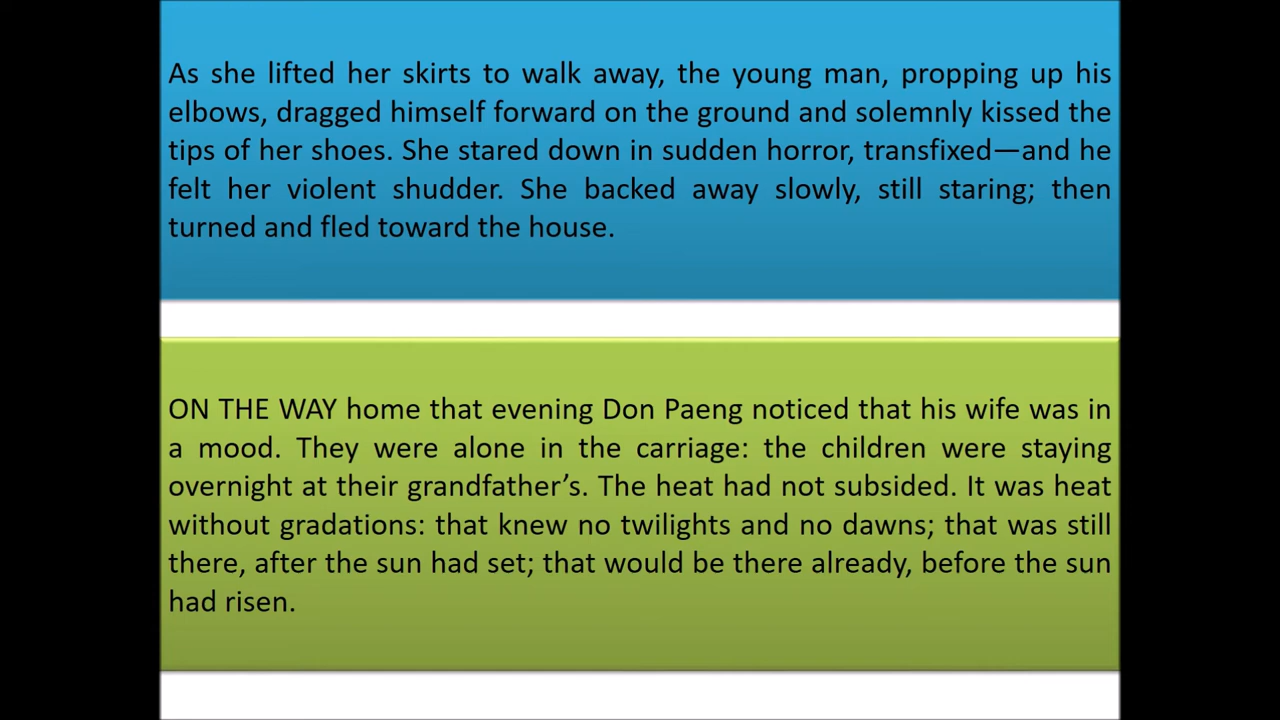 As she lifted her skirts to walk away, the young man, propping up his
elbows, dragged himself forward on the ground and solemnly kissed the
tips of her shoes. She stared down in sudden horror, transfixed—and he
felt her violent shudder. She backed away slowly, still staring; then
turned and fled toward the house.
ON THE WAY home that evening Don Paeng noticed that his wife was in
a mood. They were alone in the carriage: the children were staying
overnight at their grandfather’s. The heat had not subsided. It was heat
without gradations: that knew no twilights and no dawns; that was still
there, after the sun had set; that would be there already, before the sun
had risen.